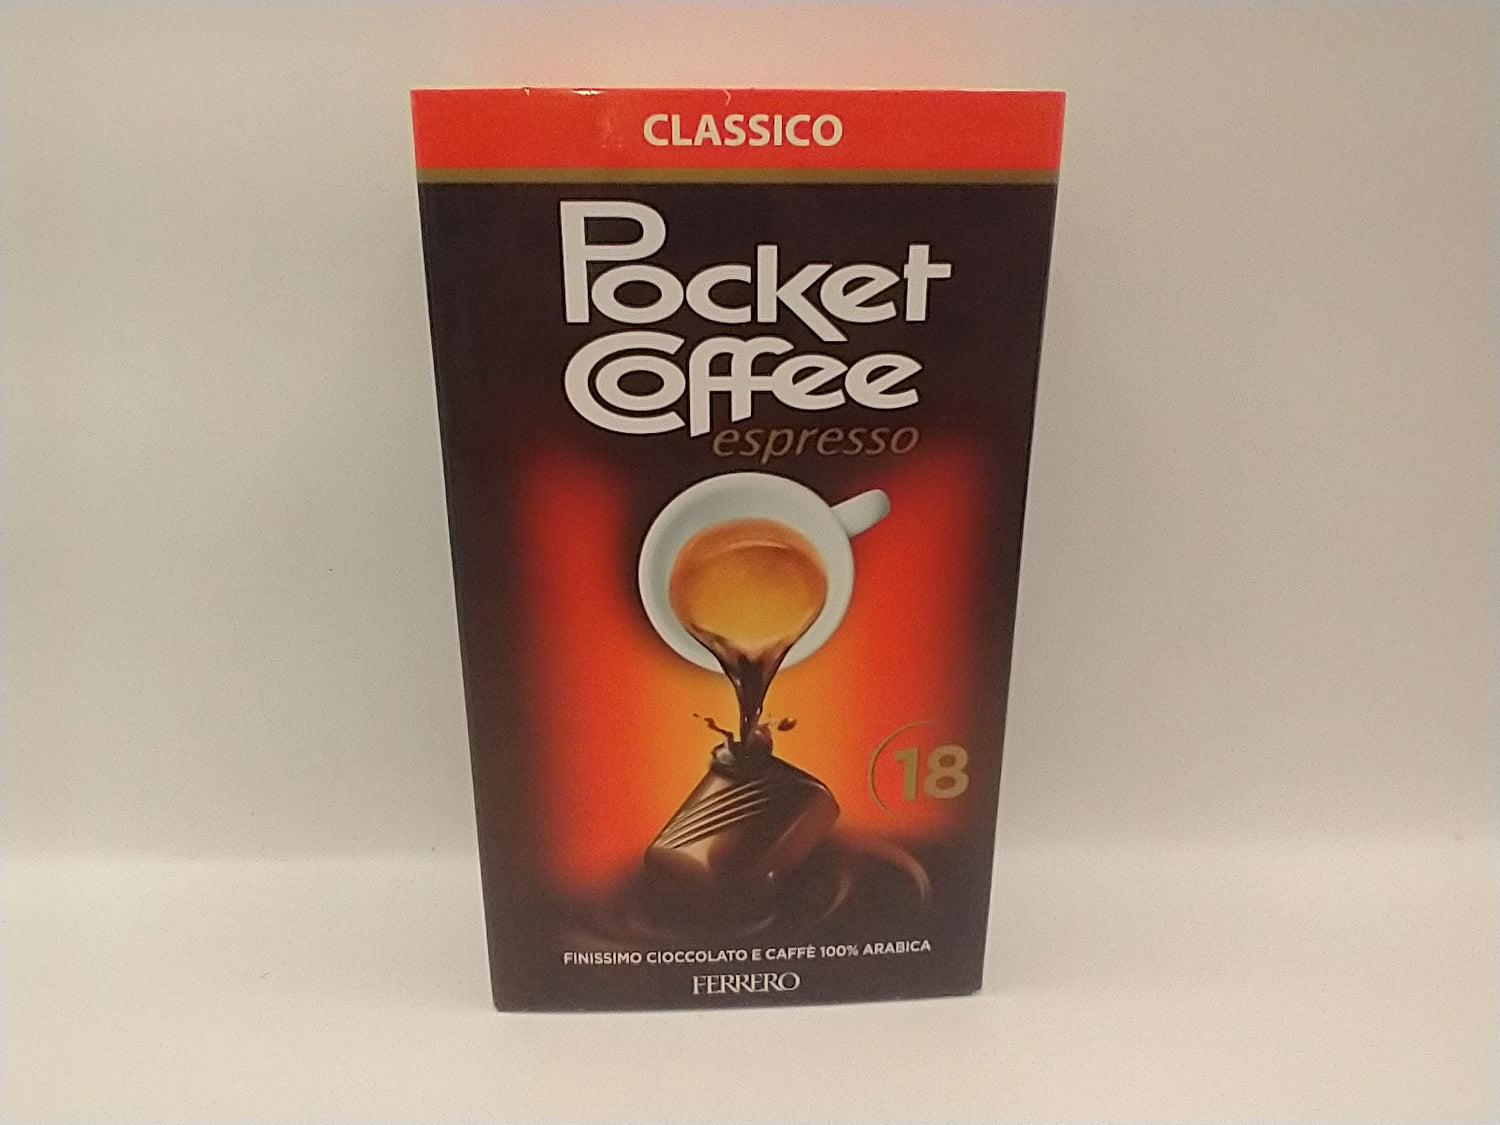 CLASSICO
Pocket
Coffee
espresso
18
FINISSIMO CIOCCOLATO E CAFFÈ 100% ARABICA
FERRERO